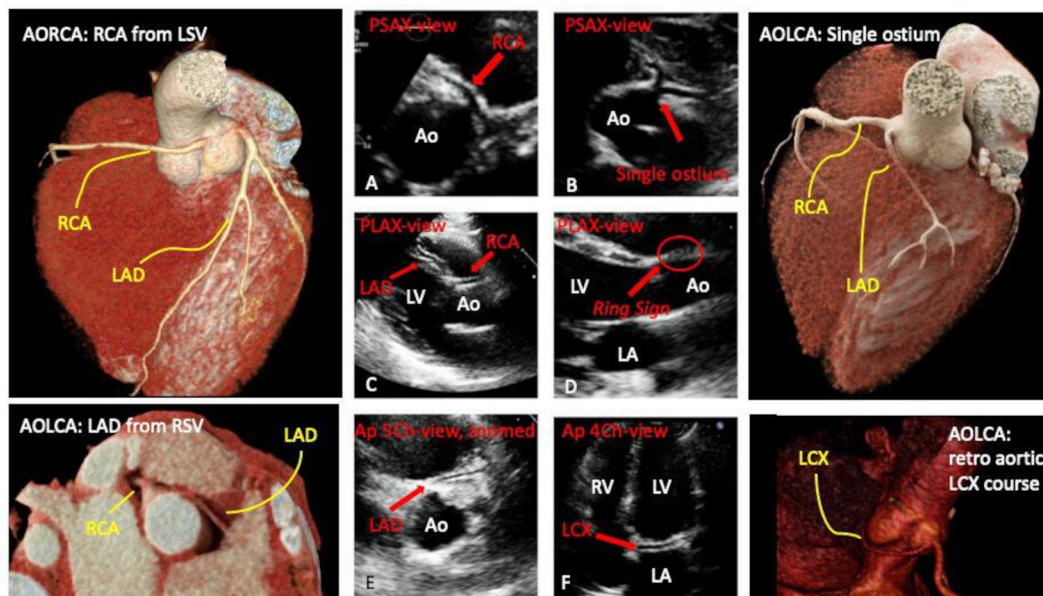 AORCA: RCA from LSV
RCA
LAD
PSAX-view
RCA
Ao
A
PSAX-view
Ao
Single ostium
B
AOLCA: Single ostium
RCA
LAD
PLAX-view
RCA
LAD
LV
Ao
C
PLAX-view
LV
Ao
Ring Sign
LA
D
AOLCA: LAD from RSV
LAD
RCA
Ap 5Ch-view, zoomed
LAD
Ao
E
Ap 4Ch-view
RV
LV
LCX
LA
F
AOLCA:
retro aortic
LCX course
LCX